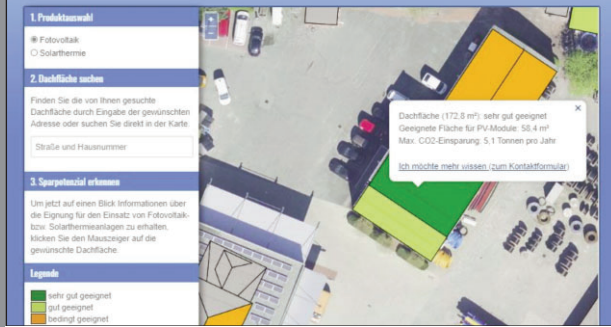 1. Produktauswahl
Fotovoltaik
Solarthermie
2. Dachfläche suchen
Finden Sie die von Ihnen gesuchte
Dachfläche durch Eingabe der gewünschten
Adresse oder suchen Sie direkt in der Karte.
Straße und Hausnummer
3. Sparpotenzial erkennen
Um jetzt auf einen Blick Informationen über
die Eignung für den Einsatz von Fotovoltaik-
bzw. Solarthermieanlagen zu erhalten,
klicken Sie den Mauszeiger auf die
gewünschte Dachfläche.
Legende
sehr gut geeignet
gut geeignet
bedingt geeignet
+
-
×
Dachfläche (172,8 m²): sehr gut geeignet
Geeignete Fläche für PV-Module: 58,4 m²
Max. CO2-Einsparung: 5,1 Tonnen pro Jahr
Ich möchte mehr wissen (zum Kontaktformular)